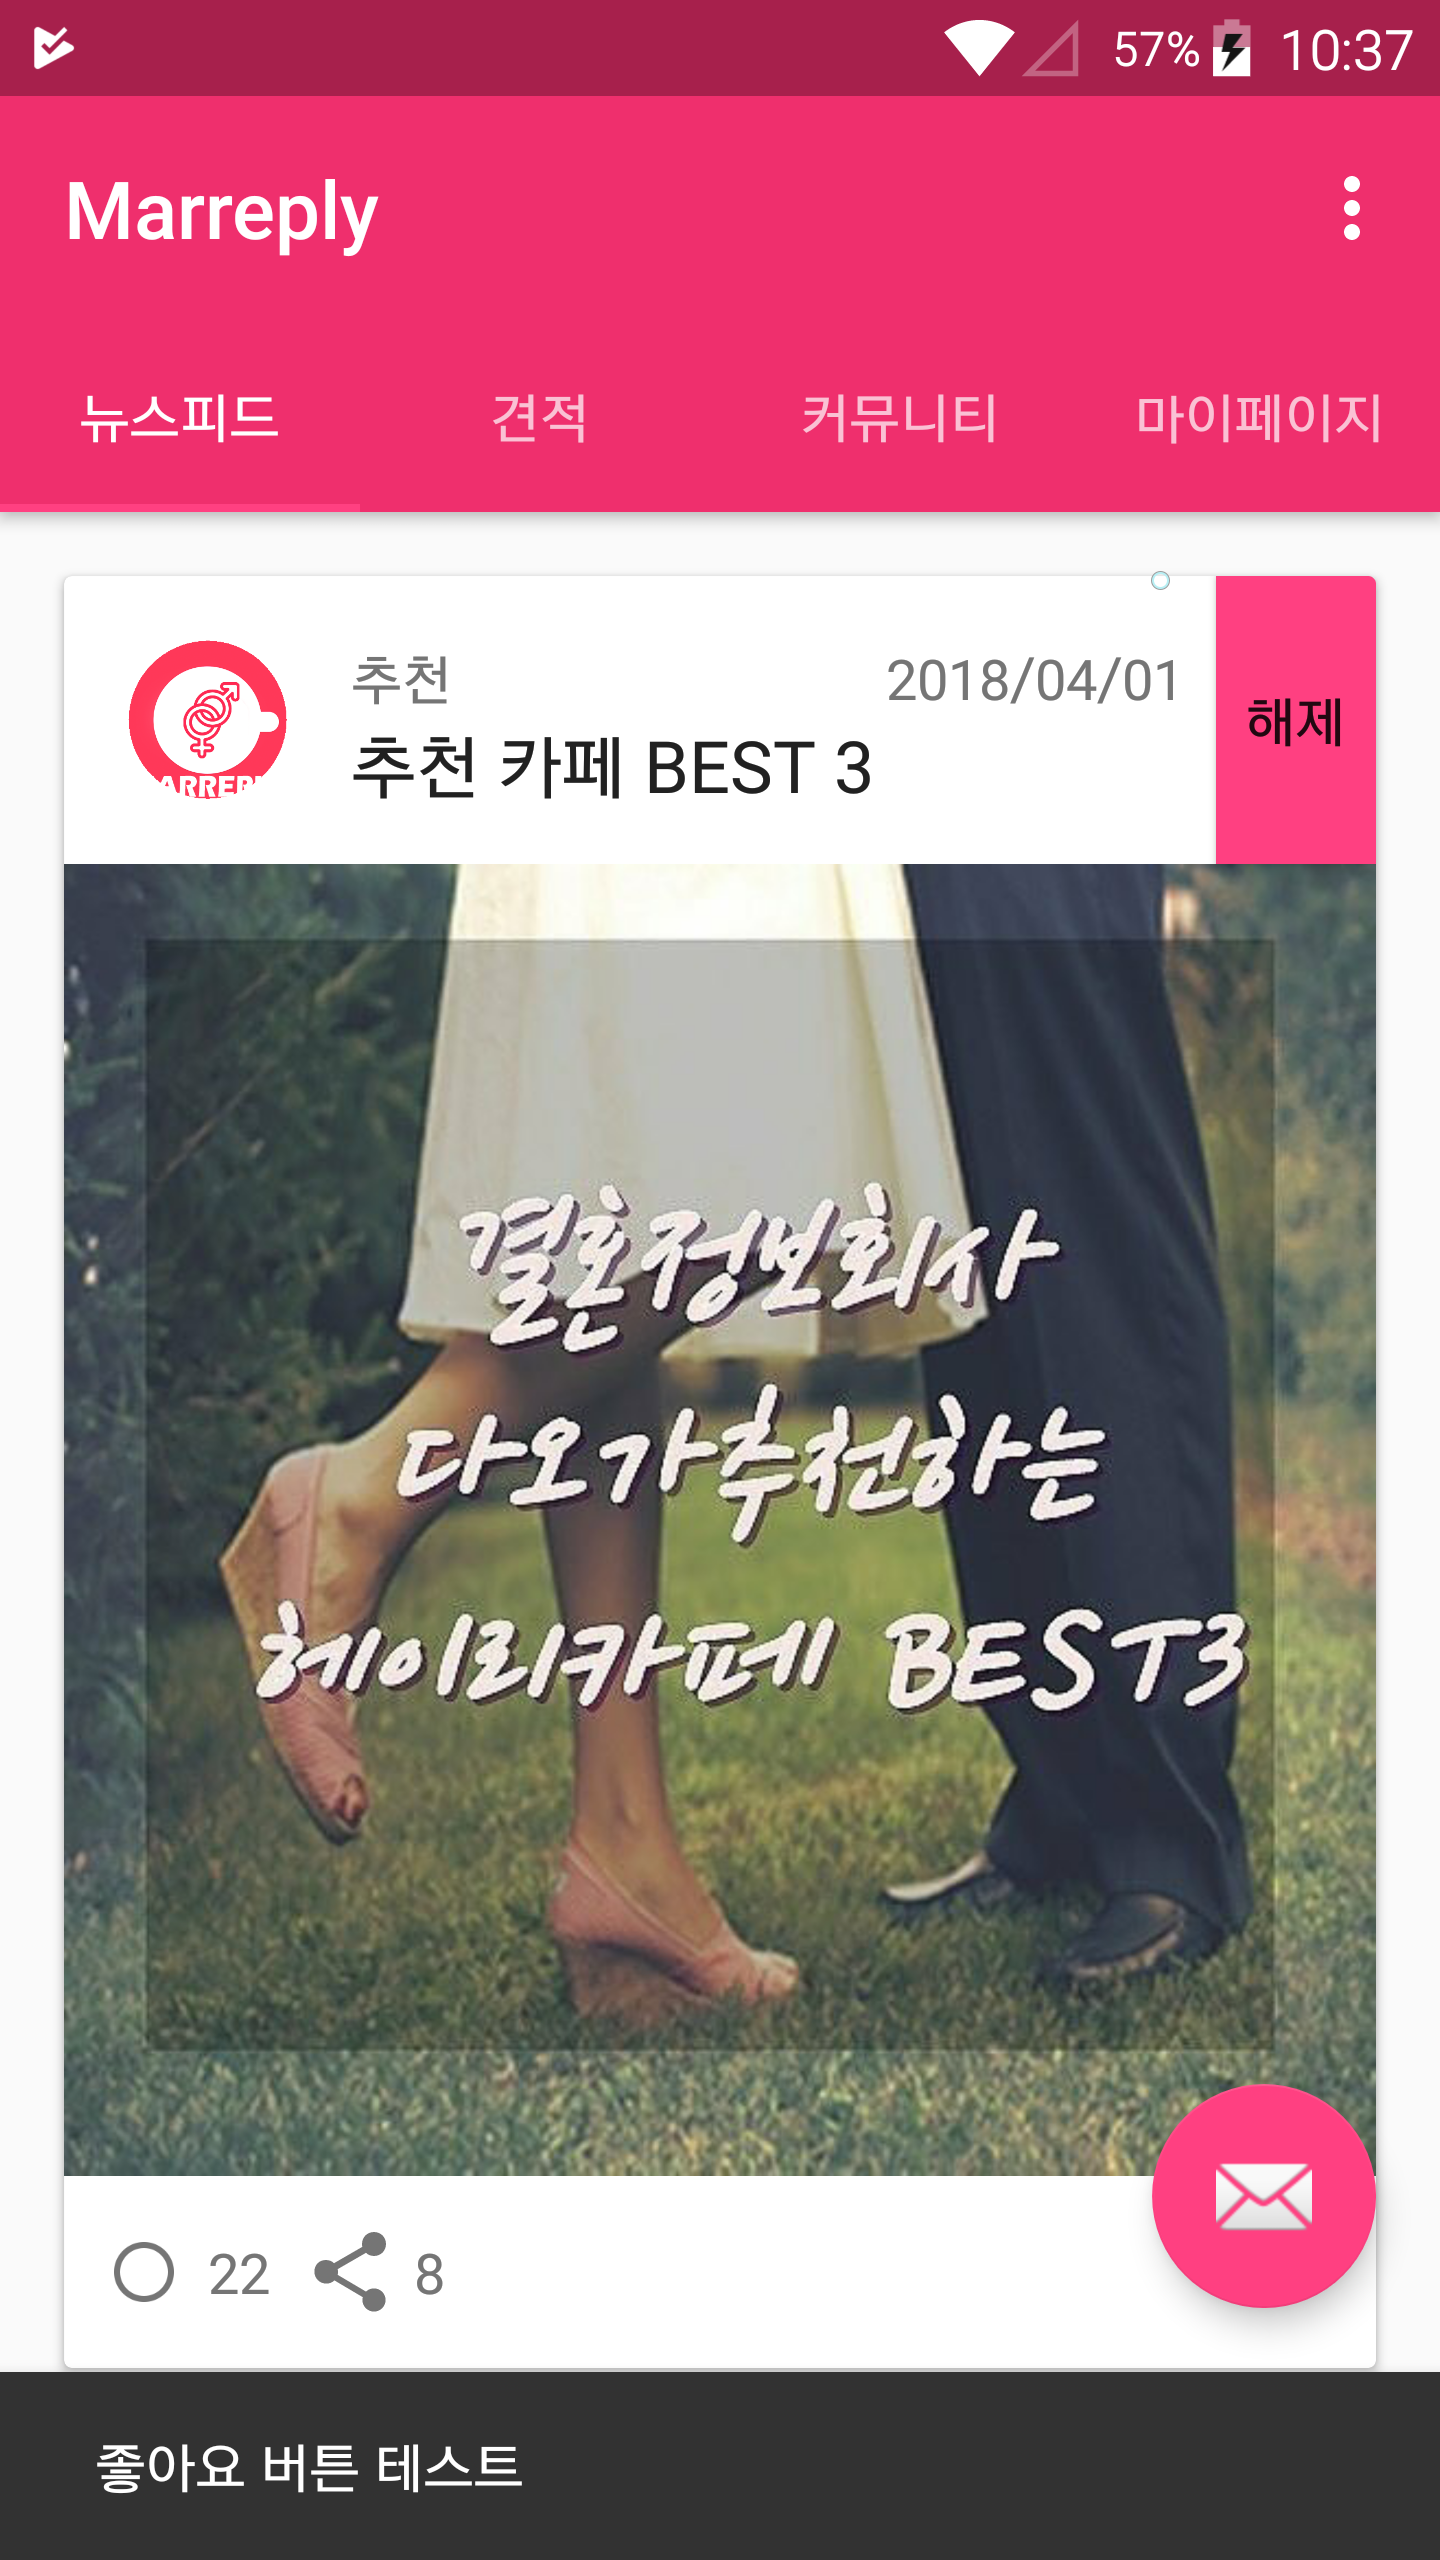 57% 10:37
Marreply
뉴스피드 견적 커뮤니티 마이페이지
추천 2018/04/01
추천 카페 BEST 3
해제
결혼정보회사
다오가추천하는
헤이리카페 BEST3
22 8
좋아요 버튼 테스트